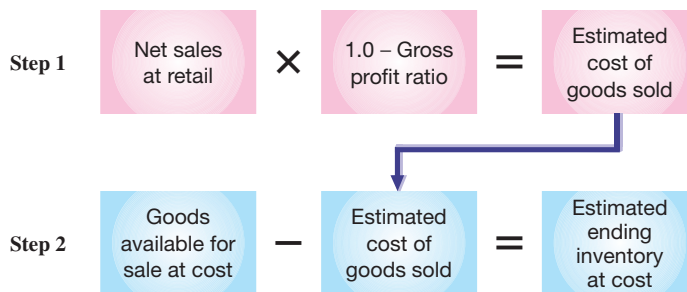 Step 1
Net sales
at retail
×
1.0 – Gross
profit ratio
=
Estimated
cost of
goods sold
Step 2
Goods
available for
sale at cost
–
Estimated
cost of
goods sold
=
Estimated
ending
inventory
at cost